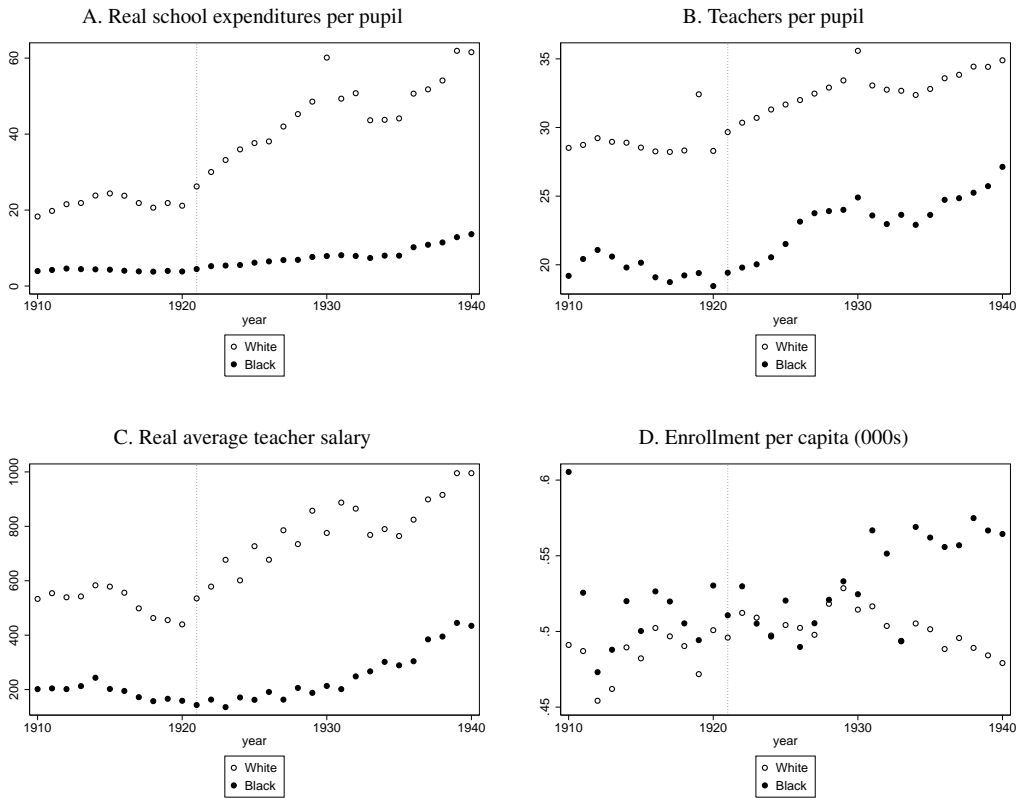 A. Real school expenditures per pupil
60
40
20
0
1910 1920 1930 1940
year
White
Black
B. Teachers per pupil
35
30
25
20
1910 1920 1930 1940
year
White
Black
C. Real average teacher salary
1000
800
600
400
200
1910 1920 1930 1940
year
White
Black
D. Enrollment per capita (000s)
.6
.55
.5
.45
1910 1920 1930 1940
year
White
Black